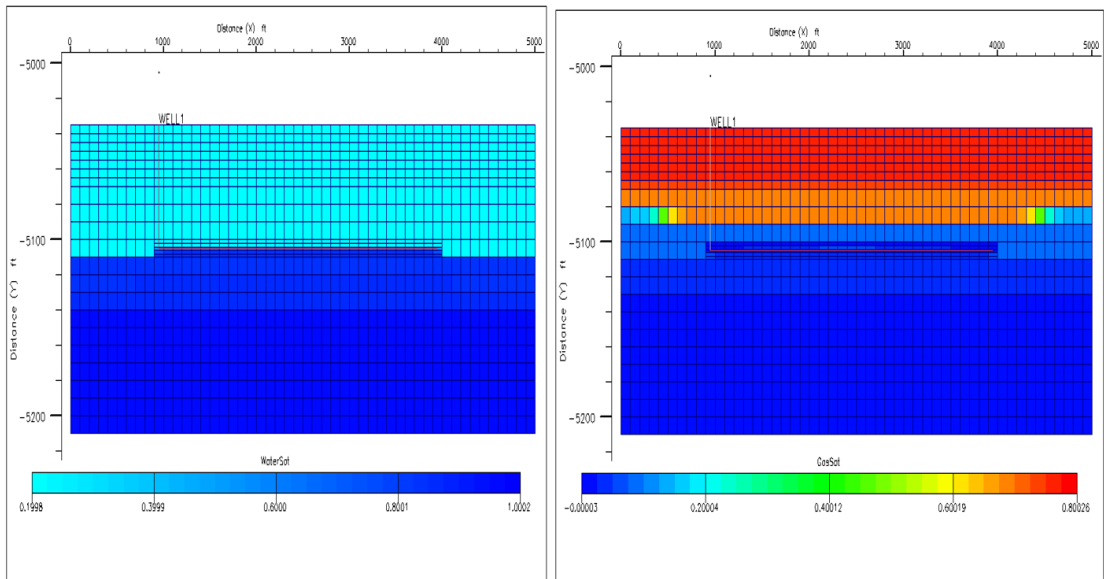 Distance (X) ft
0 1000 2000 3000 4000 5000
-5000
WELL1
-5100
Distance (Y) ft
-5200
WaterSat
0.1998 0.3999 0.6000 0.8001 1.0002
Distance (X) ft
0 1000 2000 3000 4000 5000
-5000
WELL1
-5100
Distance (Y) ft
-5200
GasSat
-0.00003 0.20004 0.40012 0.60019 0.80026